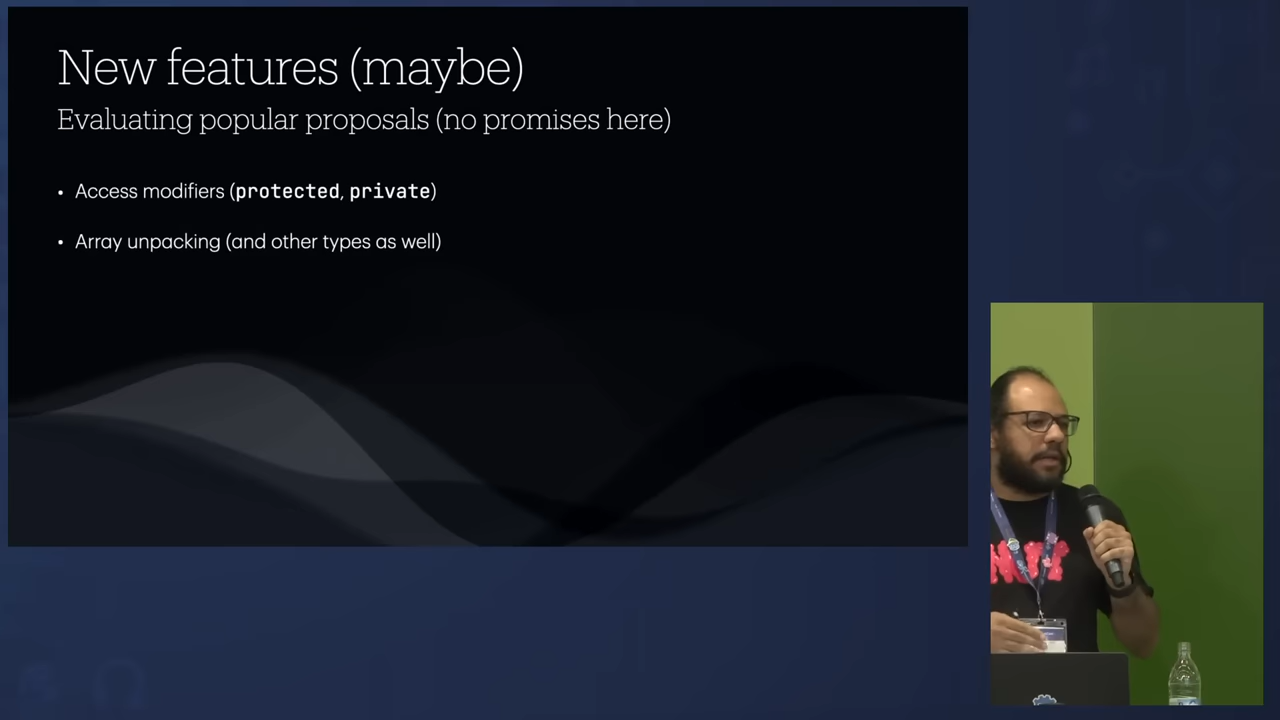 New features (maybe)
Evaluating popular proposals (no promises here)
• Access modifiers (protected, private)
• Array unpacking (and other types as well)